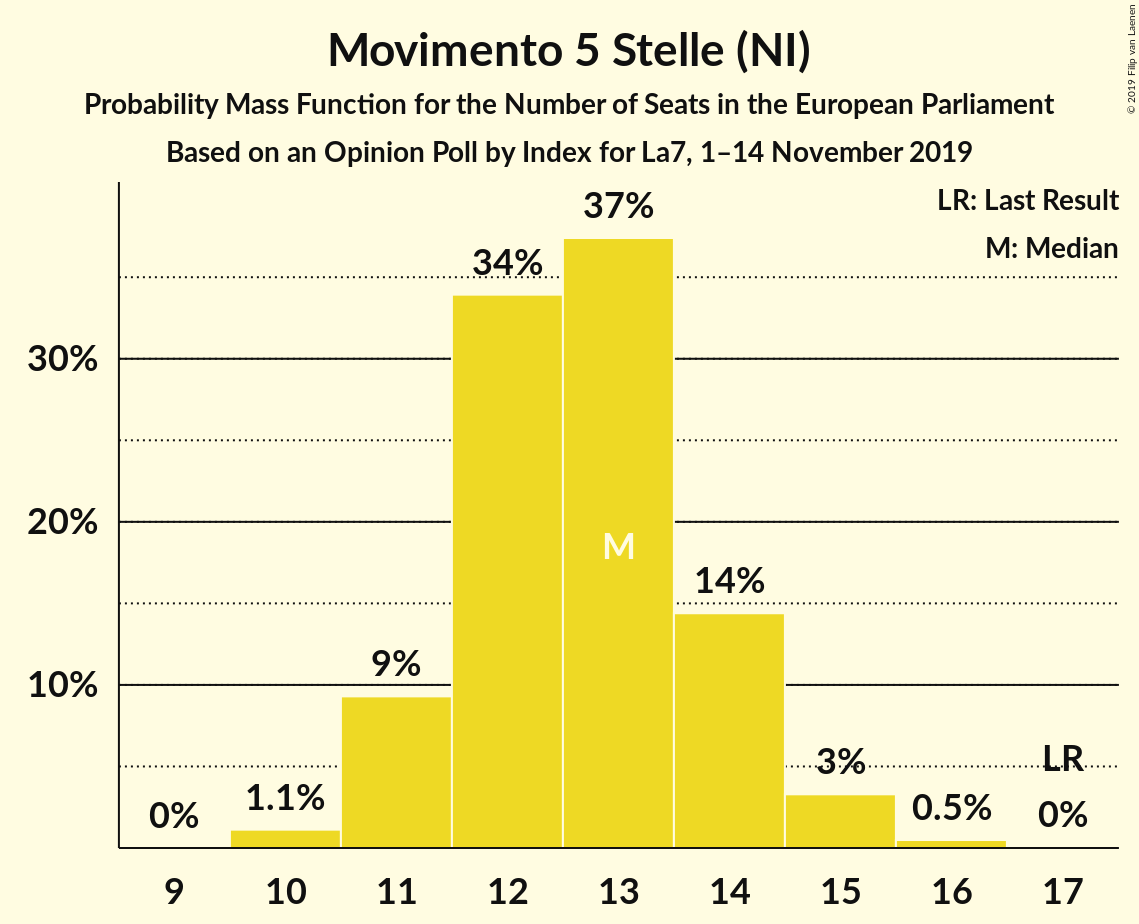 Movimento 5 Stelle (NI)
Probability Mass Function for the Number of Seats in the European Parliament
Based on an Opinion Poll by Index for La7, 1–14 November 2019
© 2019 Filip van Laenen
LR: Last Result
M: Median
37%
34%
30%
20%
M
14%
9%
10%
3%
LR
1.1%
0.5%
0%
0%
9 10 11 12 13 14 15 16 17